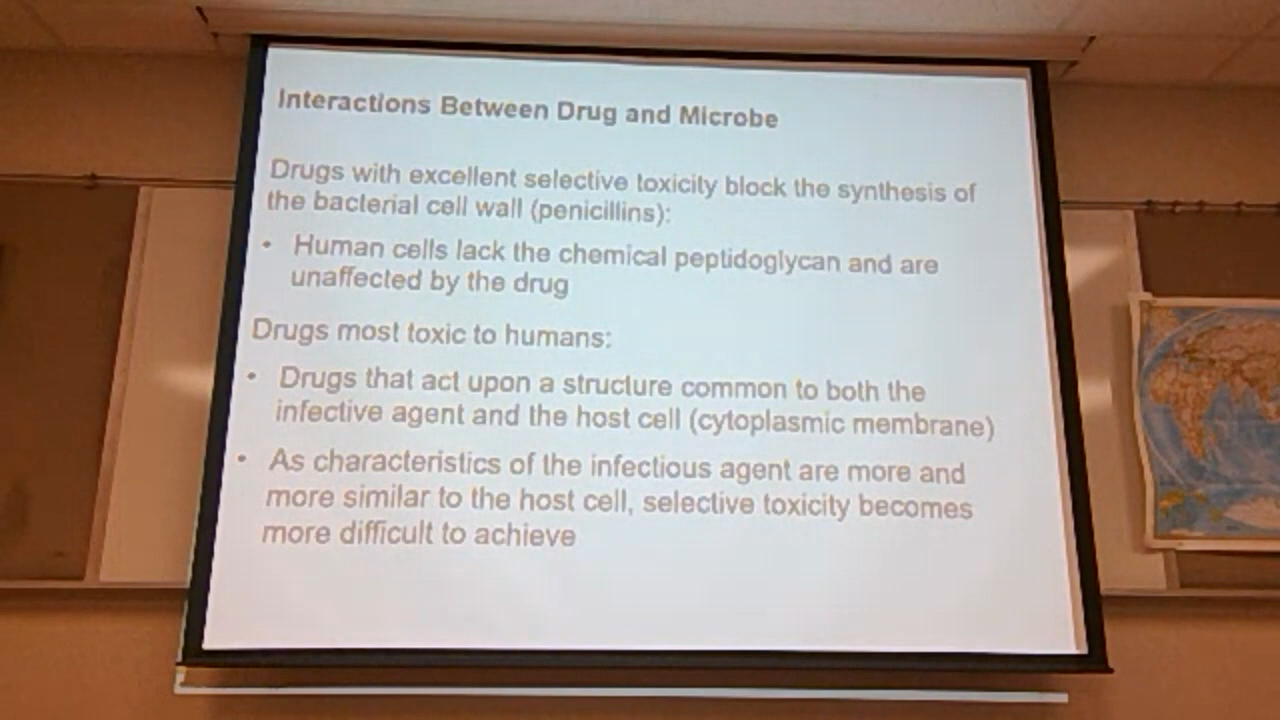 Interactions Between Drug and Microbe
Drugs with excellent selective toxicity block the synthesis of
the bacterial cell wall (penicillins):
• Human cells lack the chemical peptidoglycan and are
unaffected by the drug
Drugs most toxic to humans:
• Drugs that act upon a structure common to both the
infective agent and the host cell (cytoplasmic membrane)
• As characteristics of the infectious agent are more and
more similar to the host cell, selective toxicity becomes
more difficult to achieve